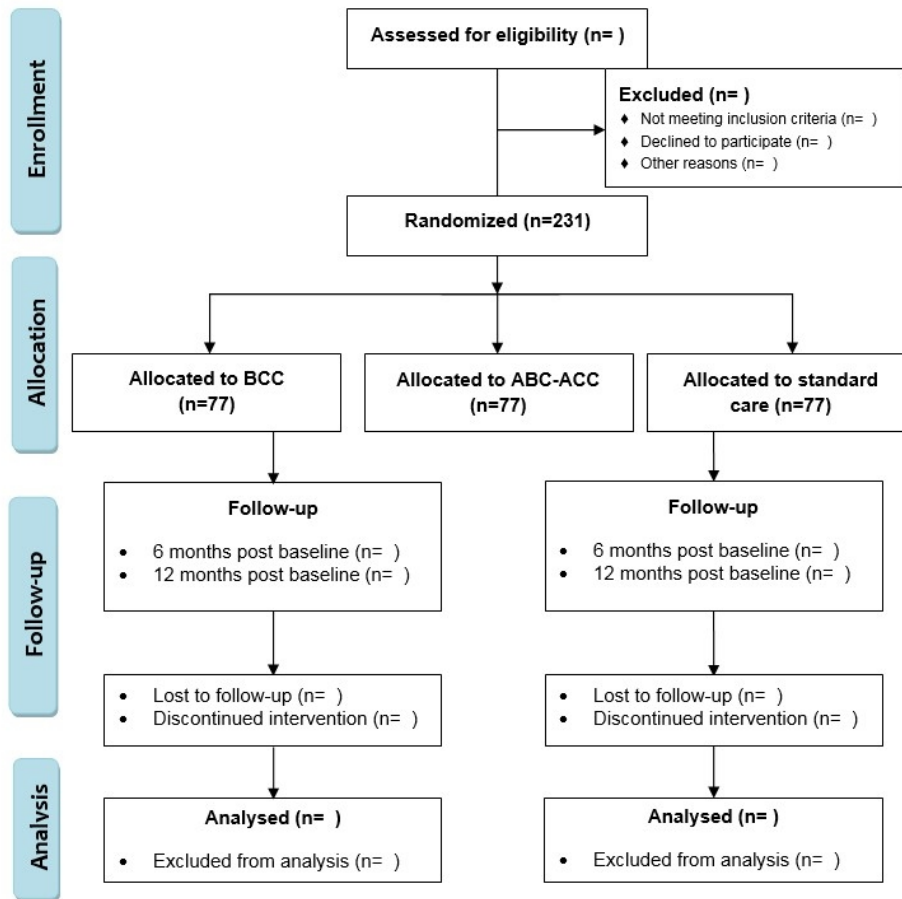 Enrollment
Assessed for eligibility (n= )
Excluded (n= )
♦ Not meeting inclusion criteria (n= )
♦ Declined to participate (n= )
♦ Other reasons (n= )
Randomized (n=231)
Allocation
Allocated to BCC
(n=77)
Allocated to ABC-ACC
(n=77)
Allocated to standard
care (n=77)
Follow-up
Follow-up
• 6 months post baseline (n= )
• 12 months post baseline (n= )
Follow-up
• 6 months post baseline (n= )
• 12 months post baseline (n= )
• Lost to follow-up (n= )
• Discontinued intervention (n= )
• Lost to follow-up (n= )
• Discontinued intervention (n= )
Analysis
Analysed (n= )
• Excluded from analysis (n= )
Analysed (n= )
• Excluded from analysis (n= )